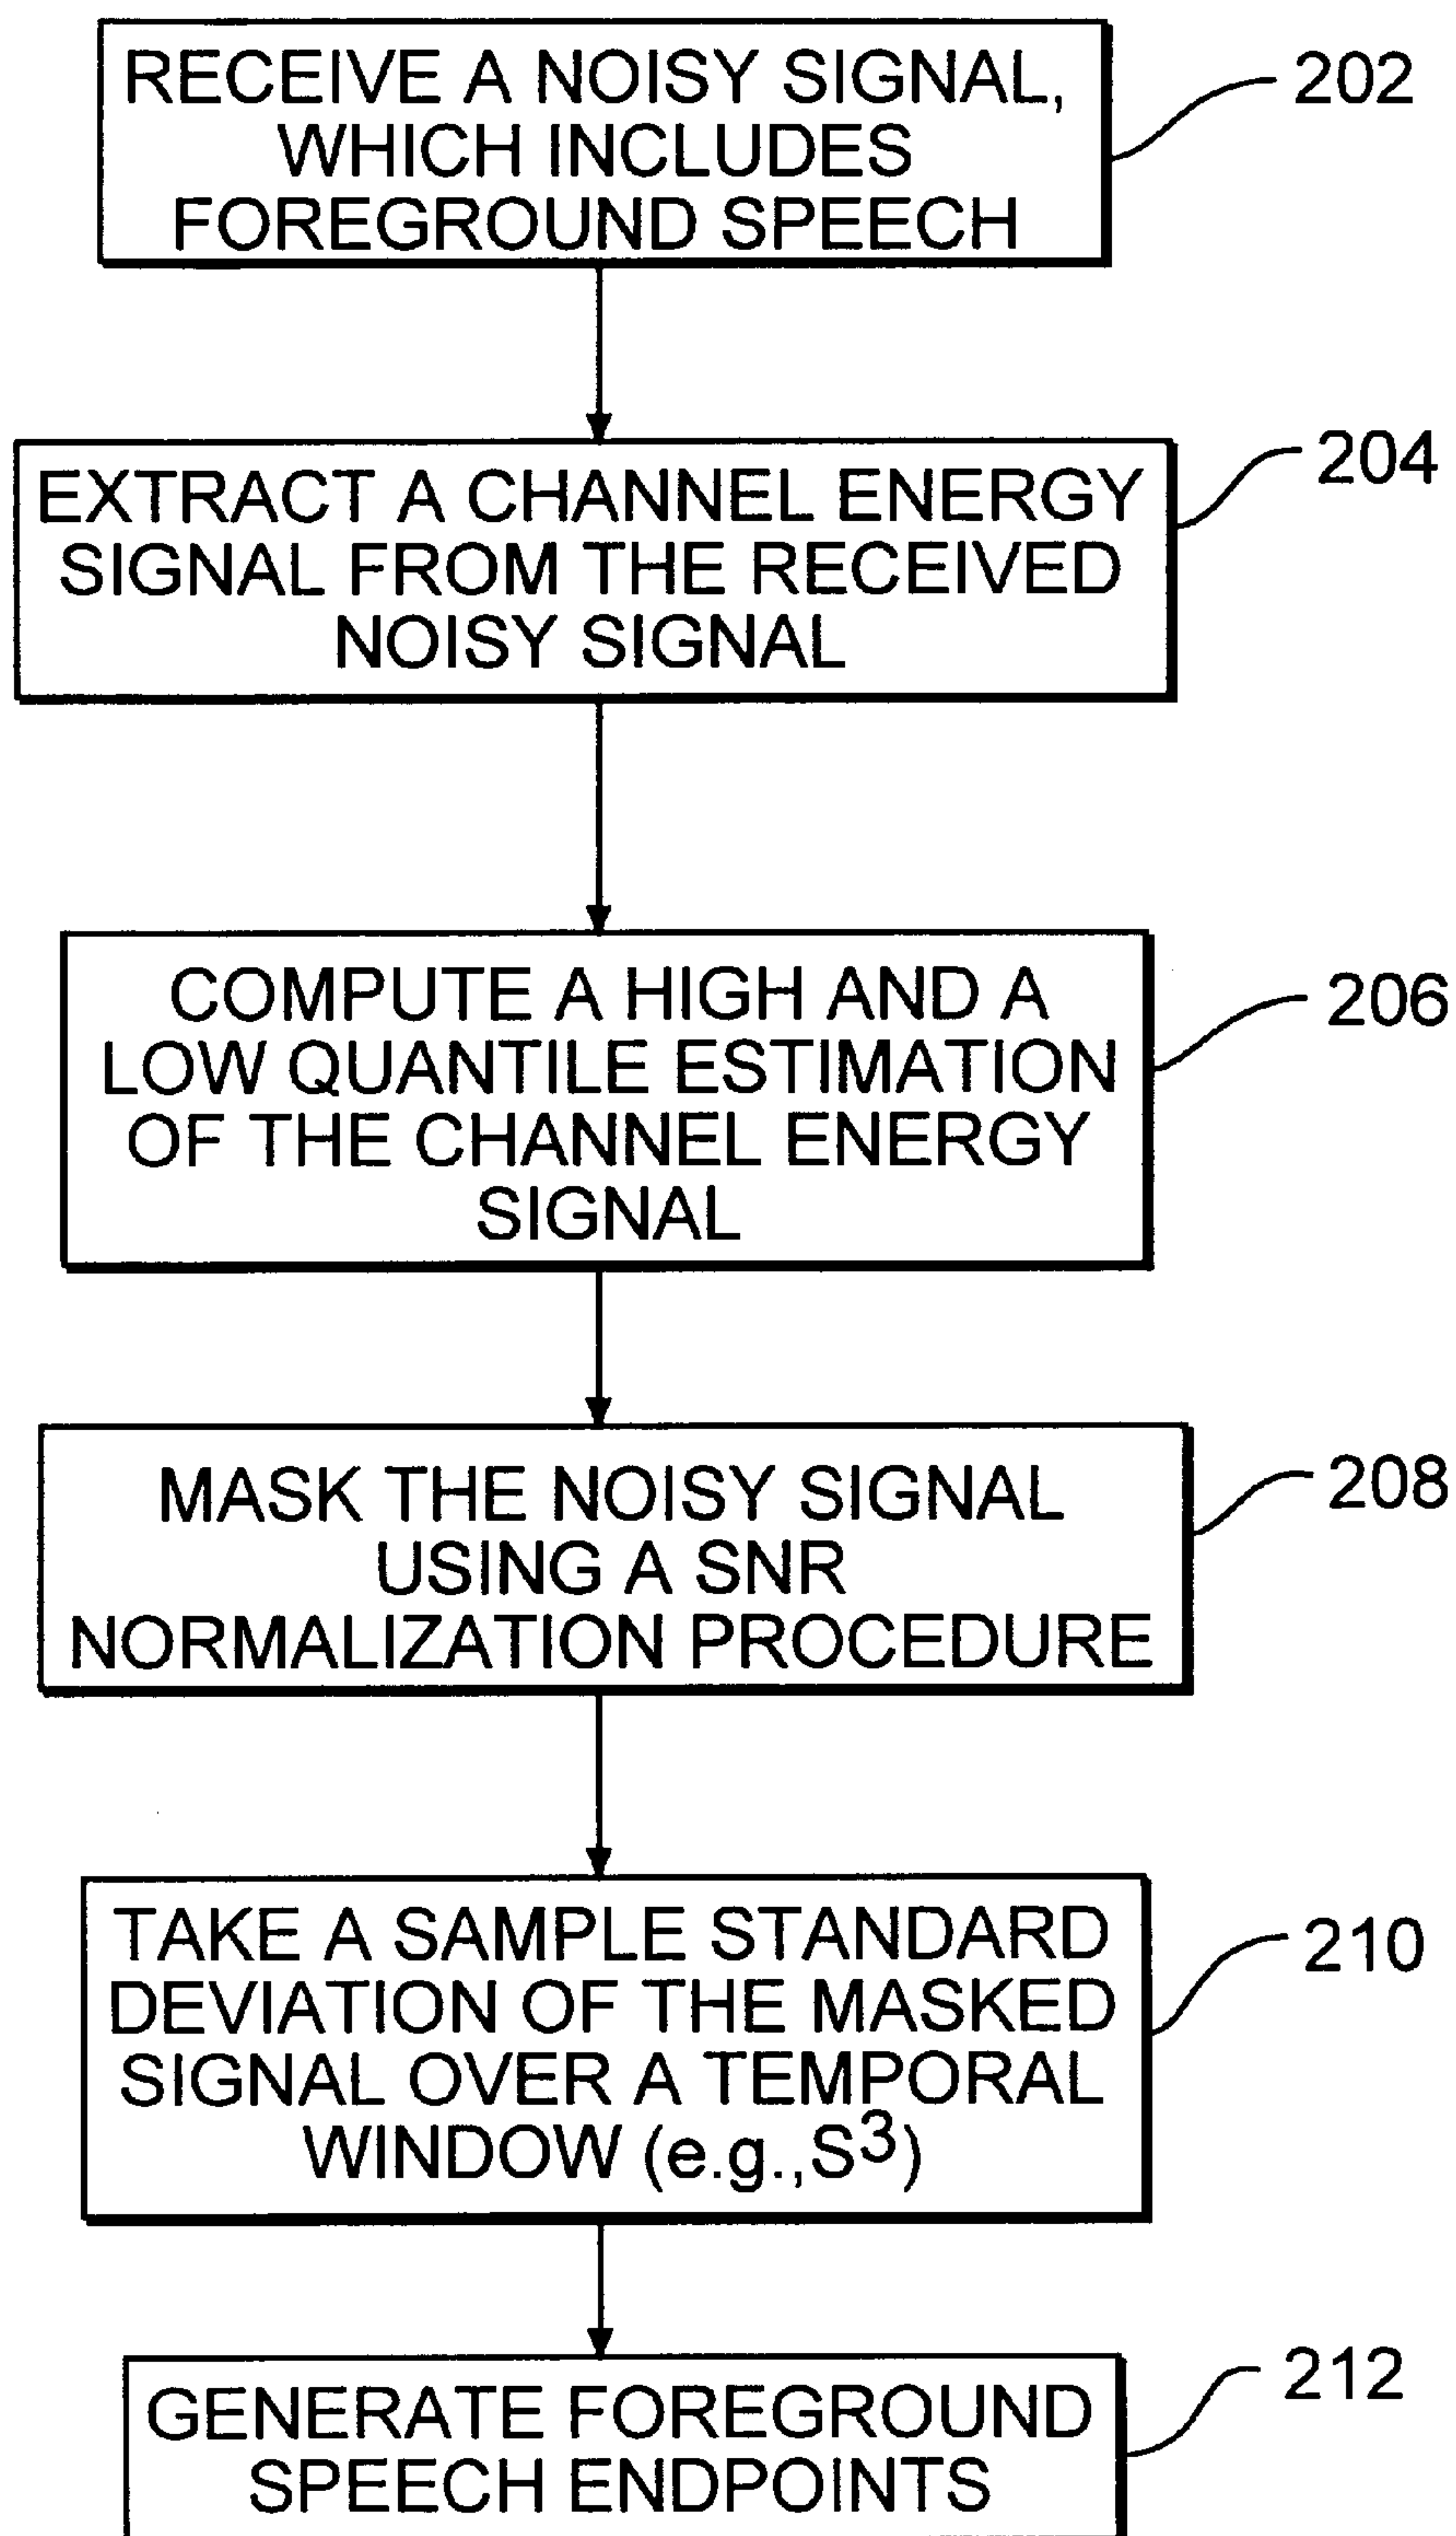 RECEIVE A NOISY SIGNAL,
WHICH INCLUDES
FOREGROUND SPEECH
202
EXTRACT A CHANNEL ENERGY
SIGNAL FROM THE RECEIVED
NOISY SIGNAL
204
COMPUTE A HIGH AND A
LOW QUANTILE ESTIMATION
OF THE CHANNEL ENERGY
SIGNAL
206
MASK THE NOISY SIGNAL
USING A SNR
NORMALIZATION PROCEDURE
208
TAKE A SAMPLE STANDARD
DEVIATION OF THE MASKED
SIGNAL OVER A TEMPORAL
WINDOW (e.g.,S³)
210
GENERATE FOREGROUND
SPEECH ENDPOINTS
212